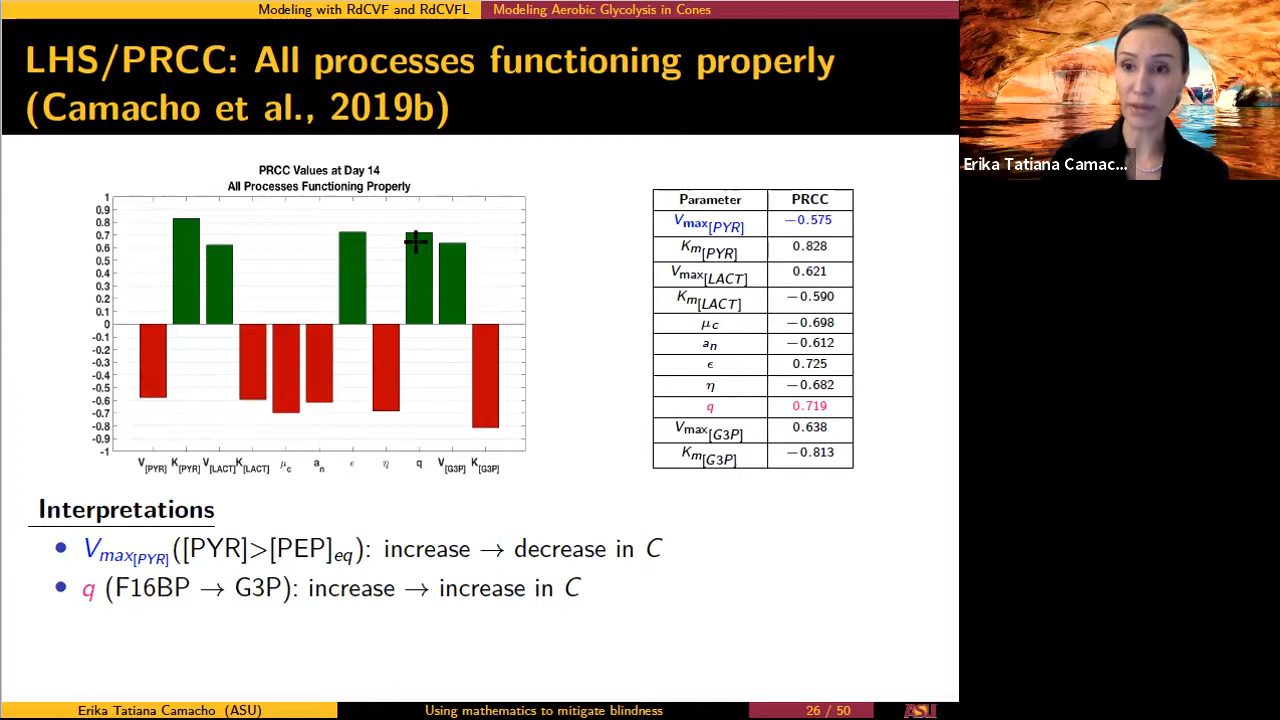 Modeling with RdCVF and RdCVFL
Modeling Aerobic Glycolysis in Cones
LHS/PRCC: All processes functioning properly
(Camacho et al., 2019b)
Erika Tatiana Camac...
PRCC Values at Day 14
All Processes Functioning Properly
1
0.9
0.8
0.7
0.6
0.5
0.4
0.3
0.2
0.1
0
-0.1
-0.2
-0.3
-0.4
-0.5
-0.6
-0.7
-0.8
-0.9
-1
V[PYR] K[PYR] V[LACT] K[LACT] μc an ϵ η q V[G3P] K[G3P]
Parameter PRCC
Vmax[PYR] −0.575
Km[PYR] 0.828
Vmax[LACT] 0.621
Km[LACT] −0.590
μc −0.698
an −0.612
ϵ 0.725
η −0.682
q 0.719
Vmax[G3P] 0.638
Km[G3P] −0.813
Interpretations
• Vmax[PYR]([PYR]>[PEP]eq): increase → decrease in C
• q (F16BP → G3P): increase → increase in C
Erika Tatiana Camacho (ASU)
Using mathematics to mitigate blindness
26 / 50
ASU